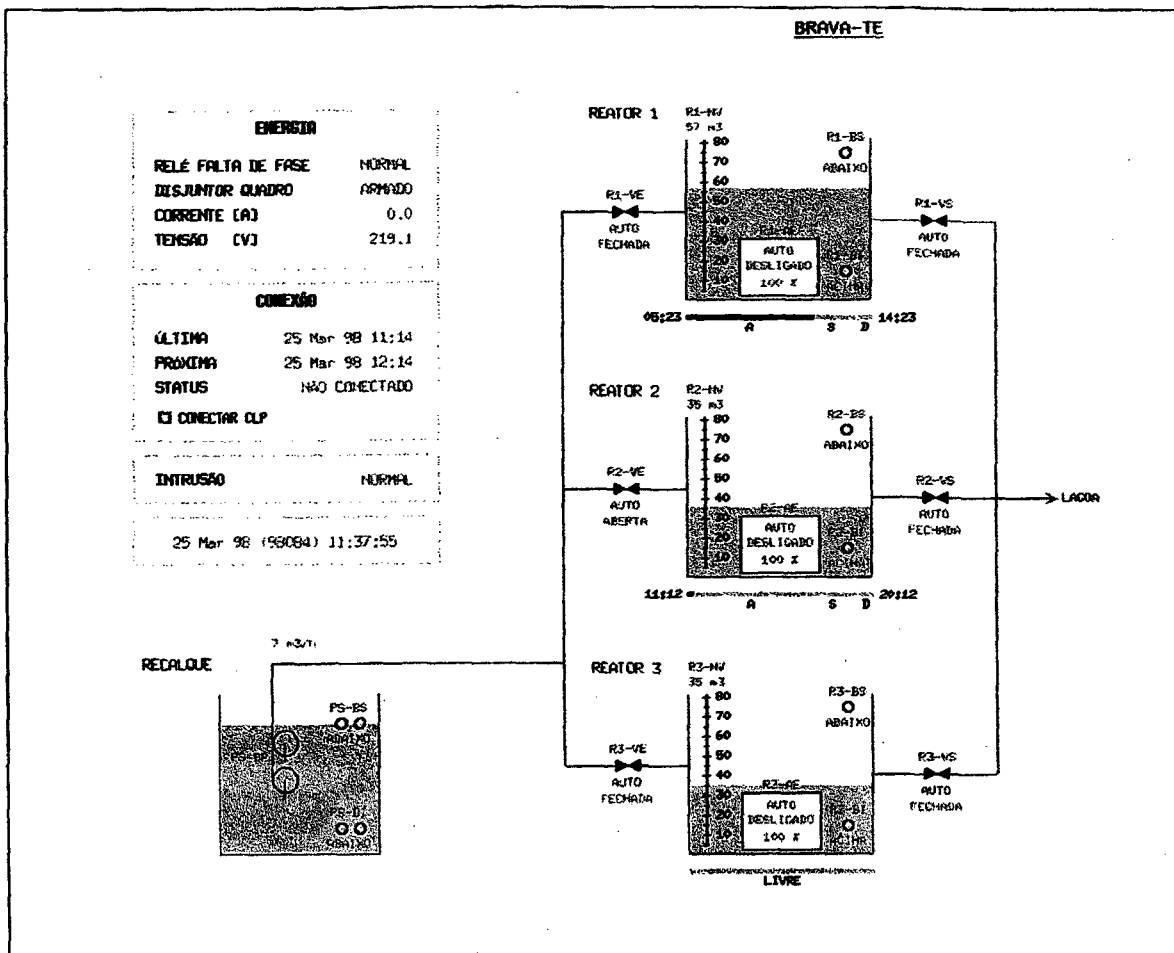 BRAVA-TE
ENERGIA
RELÉ FALTA DE FASE NORMAL
DISJUNTOR QUADRO ARMADO
CORRENTE [A] 0.0
TENSÃO [V] 219.1
CONEXÃO
ÚLTIMA 25 Mar 98 11:14
PRÓXIMA 25 Mar 98 12:14
STATUS NÃO CONECTADO
CONECTAR CLP
INTRUSÃO NORMAL
25 Mar 98 (98084) 11:37:55
REATOR 1
R1-NV
57 m3
80
70
60
50
40
30
20
10
R1-BS
ABAIXO
R1-VE
AUTO
FECHADA
R1-AE
AUTO
DESLIGADO
100 %
R1-VS
AUTO
FECHADA
05:23 A S D 14:23
REATOR 2
R2-NV
35 m3
80
70
60
50
40
30
20
10
R2-BS
ABAIXO
R2-VE
AUTO
ABERTA
AUTO
DESLIGADO
100 %
R2-VS
AUTO
FECHADA
LAGOA
11:12 A S D 20:12
RECALQUE
PS-BS
ABAIXO
PS-BI
ABAIXO
REATOR 3
R3-NV
35 m3
80
70
60
50
40
30
20
10
R3-BS
ABAIXO
R3-VE
AUTO
FECHADA
R3-AE
AUTO
DESLIGADO
100 %
R3-VS
AUTO
FECHADA
LIVRE